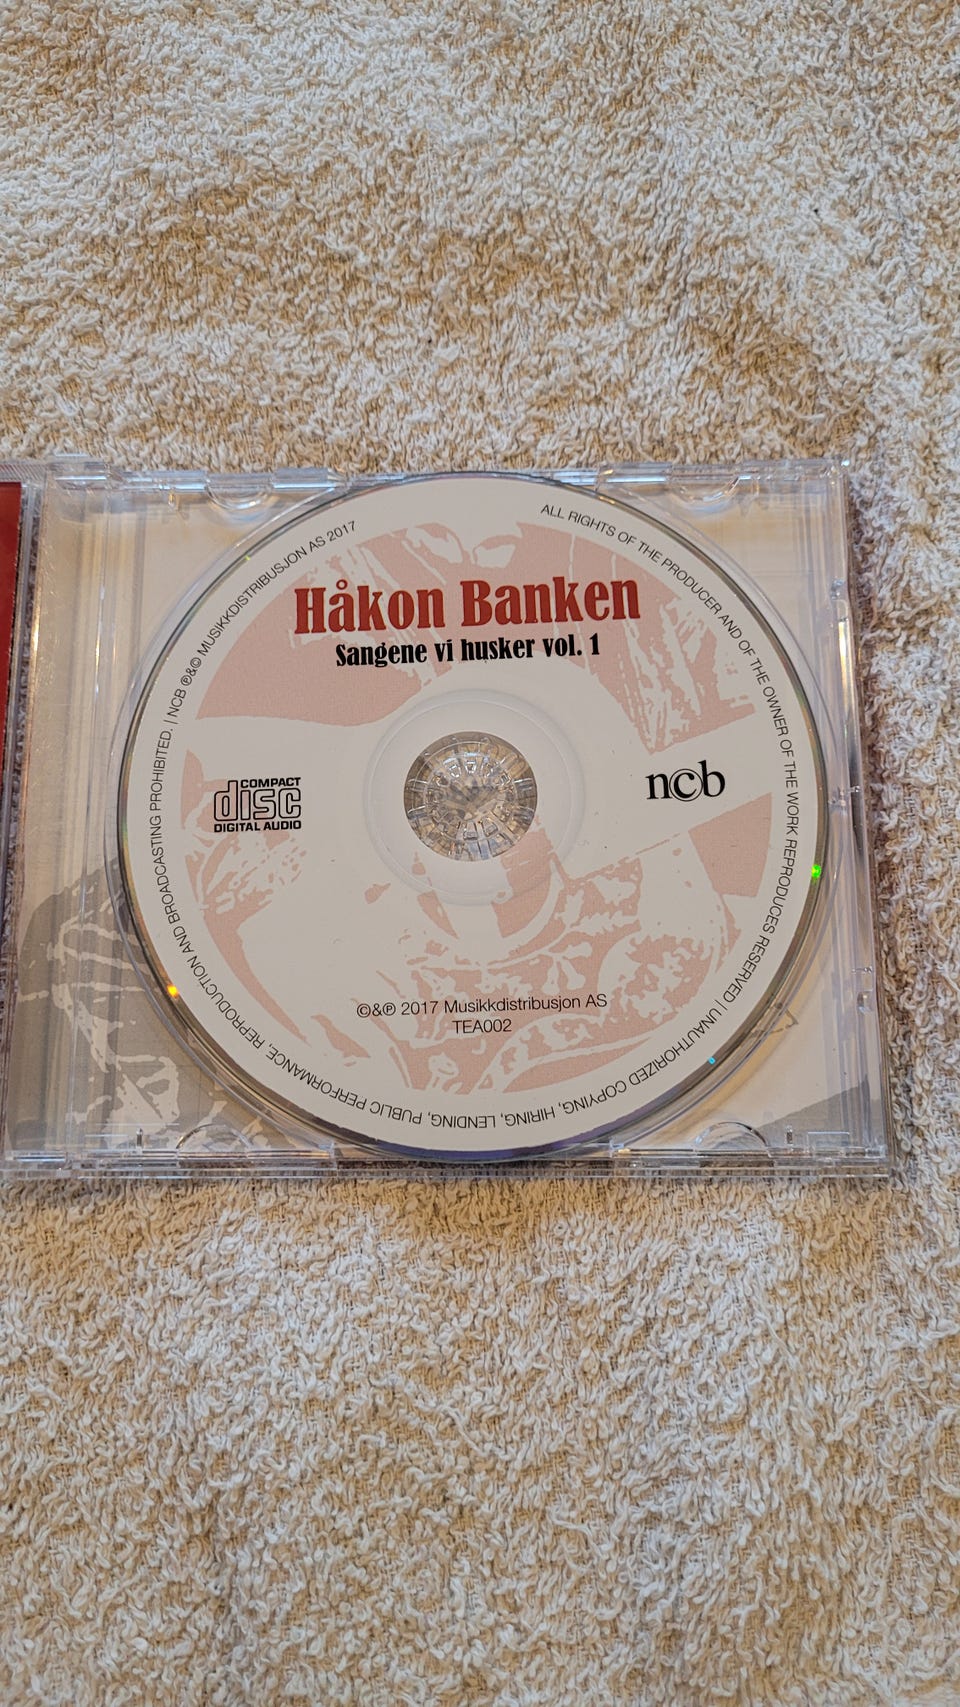 Håkon Banken
Sangene vi husker vol. 1
COMPACT
disc
DIGITAL AUDIO
ncb
©&℗ 2017 Musikkdistribusjon AS
TEA002
ALL RIGHTS OF THE PRODUCER AND OF THE OWNER OF THE WORK REPRODUCES RESERVED | UNAUTHORIZED COPYING, HIRING, LENDING, PUBLIC PERFORMANCE, REPRODUCTION AND BROADCASTING PROHIBITED. | NCB ℗&© MUSIKKDISTRIBUSJON AS 2017